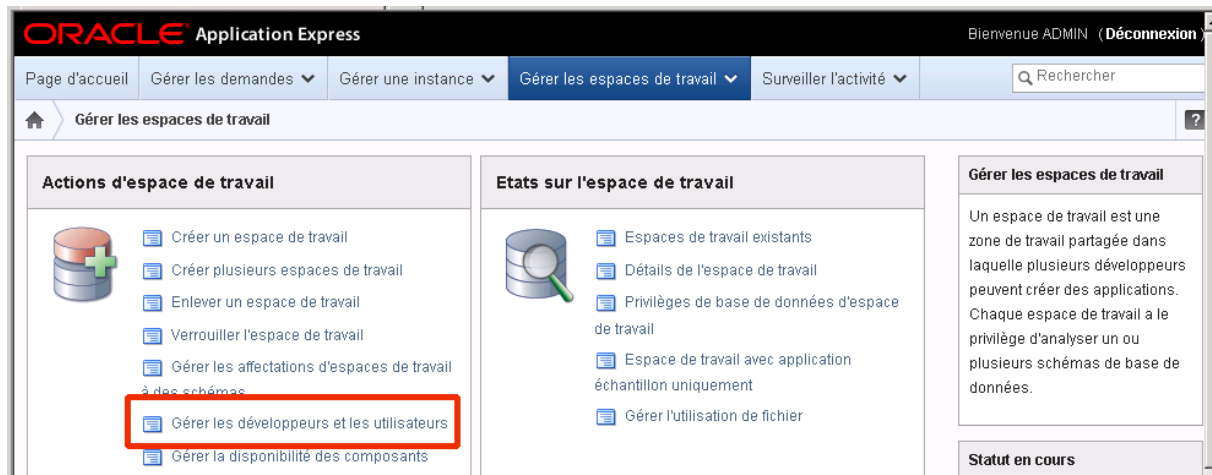 ORACLE Application Express
Bienvenue ADMIN (Déconnexion)
Page d'accueil Gérer les demandes Gérer une instance Gérer les espaces de travail Surveiller l'activité Rechercher
Gérer les espaces de travail ?
Actions d'espace de travail
Créer un espace de travail
Créer plusieurs espaces de travail
Enlever un espace de travail
Verrouiller l'espace de travail
Gérer les affectations d'espaces de travail
à des schémas
Gérer les développeurs et les utilisateurs
Gérer la disponibilité des composants
Etats sur l'espace de travail
Espaces de travail existants
Détails de l'espace de travail
Privilèges de base de données d'espace
de travail
Espace de travail avec application
échantillon uniquement
Gérer l'utilisation de fichier
Gérer les espaces de travail
Un espace de travail est une
zone de travail partagée dans
laquelle plusieurs développeurs
peuvent créer des applications.
Chaque espace de travail a le
privilège d'analyser un ou
plusieurs schémas de base de
données.
Statut en cours